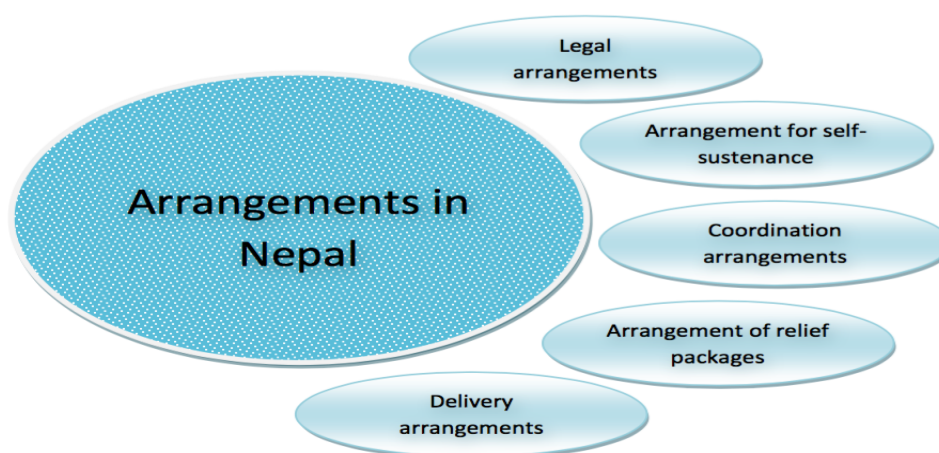 Legal
arrangements
Arrangement for self-
sustenance
Arrangements in
Nepal
Coordination
arrangements
Arrangement of relief
packages
Delivery
arrangements